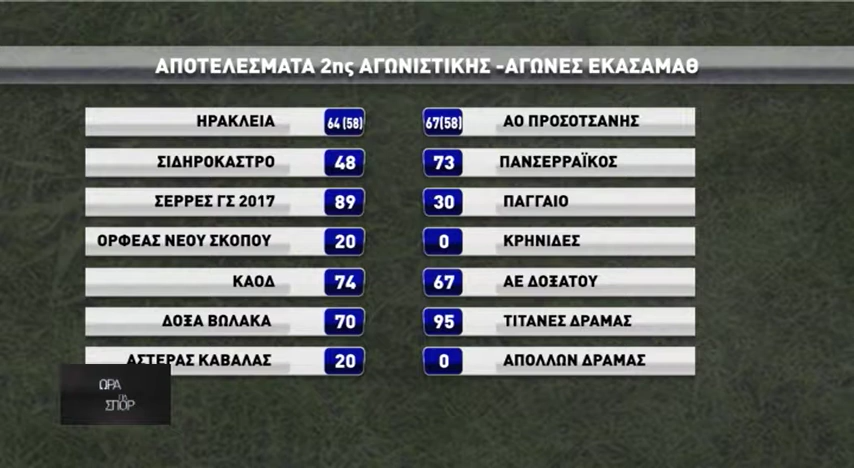 ΑΠΟΤΕΛΕΣΜΑΤΑ 2ης ΑΓΩΝΙΣΤΙΚΗΣ -ΑΓΩΝΕΣ ΕΚΑΣΑΜΑΘ
ΗΡΑΚΛΕΙΑ 64 (58) 67(58) ΑΟ ΠΡΟΣΟΤΣΑΝΗΣ
ΣΙΔΗΡΟΚΑΣΤΡΟ 48 73 ΠΑΝΣΕΡΡΑΪΚΟΣ
ΣΕΡΡΕΣ ΓΣ 2017 89 30 ΠΑΓΓΑΙΟ
ΟΡΦΕΑΣ ΝΕΟΥ ΣΚΟΠΟΥ 20 0 ΚΡΗΝΙΔΕΣ
ΚΑΟΔ 74 67 ΑΕ ΔΟΞΑΤΟΥ
ΔΟΞΑ ΒΩΛΑΚΑ 70 95 ΤΙΤΑΝΕΣ ΔΡΑΜΑΣ
ΑΣΤΕΡΑΣ ΚΑΒΑΛΑΣ 20 0 ΑΠΟΛΛΩΝ ΔΡΑΜΑΣ
ΩΡΑ
ΓΙΑ
ΣΠΟΡ